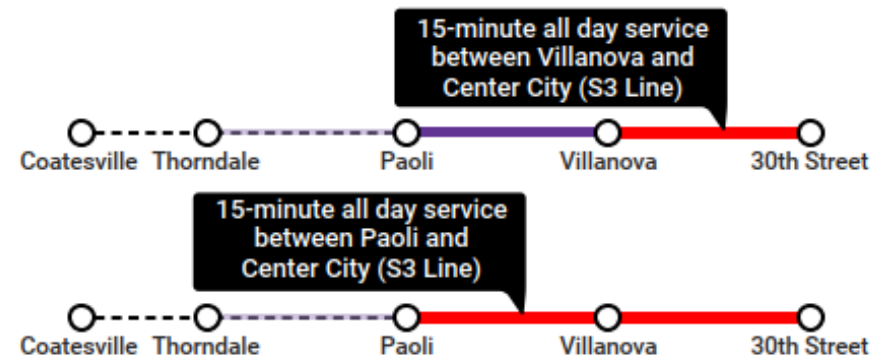 15-minute all day service
between Villanova and
Center City (S3 Line)
Coatesville Thorndale Paoli Villanova 30th Street
15-minute all day service
between Paoli and
Center City (S3 Line)
Coatesville Thorndale Paoli Villanova 30th Street